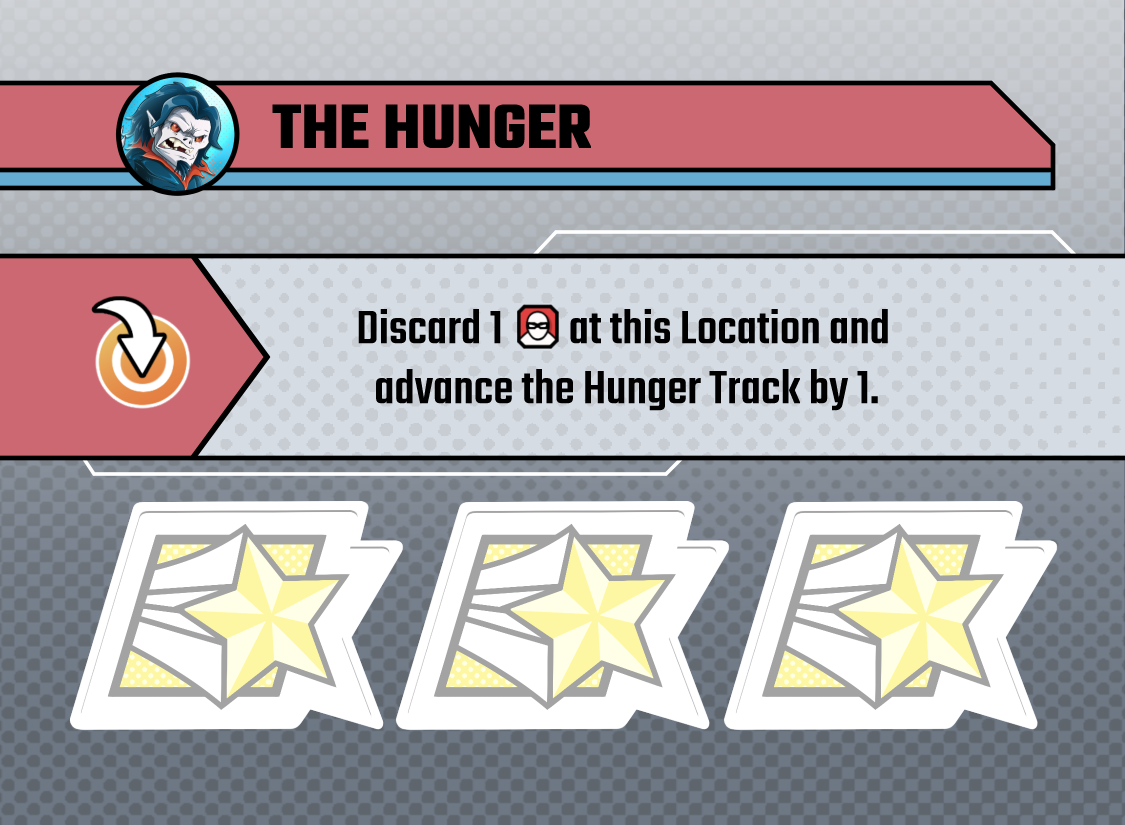 THE HUNGER
Discard 1 at this Location and
advance the Hunger Track by 1.